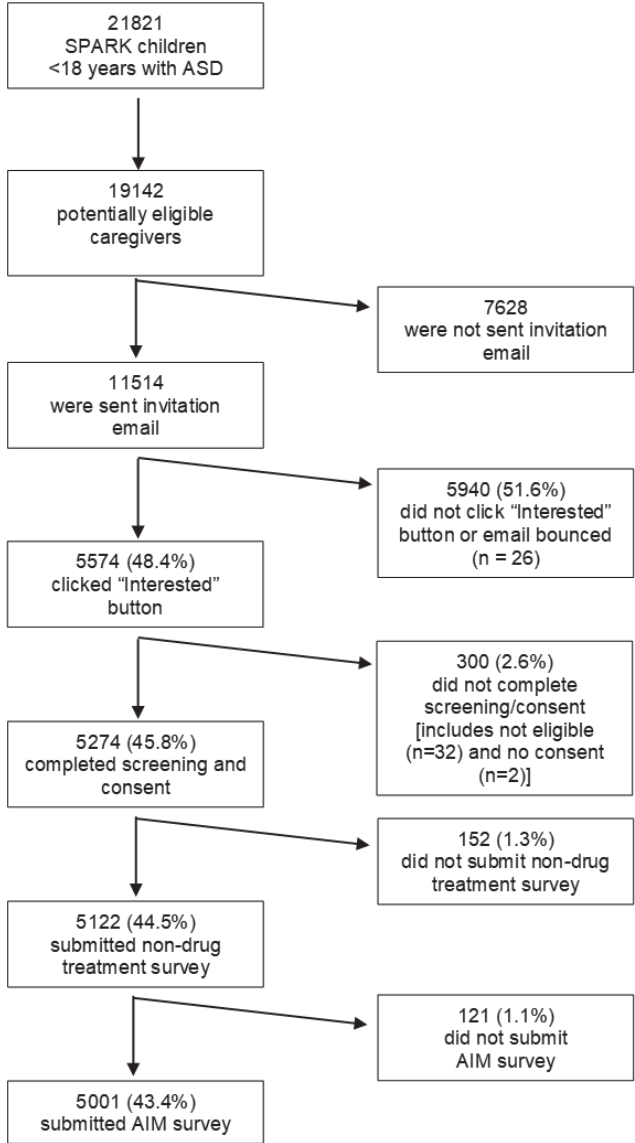 21821
SPARK children
<18 years with ASD
19142
potentially eligible
caregivers
7628
were not sent invitation
email
11514
were sent invitation
email
5940 (51.6%)
did not click “Interested”
button or email bounced
(n = 26)
5574 (48.4%)
clicked “Interested”
button
300 (2.6%)
did not complete
screening/consent
[includes not eligible
(n=32) and no consent
(n=2)]
5274 (45.8%)
completed screening and
consent
152 (1.3%)
did not submit non-drug
treatment survey
5122 (44.5%)
submitted non-drug
treatment survey
121 (1.1%)
did not submit
AIM survey
5001 (43.4%)
submitted AIM survey